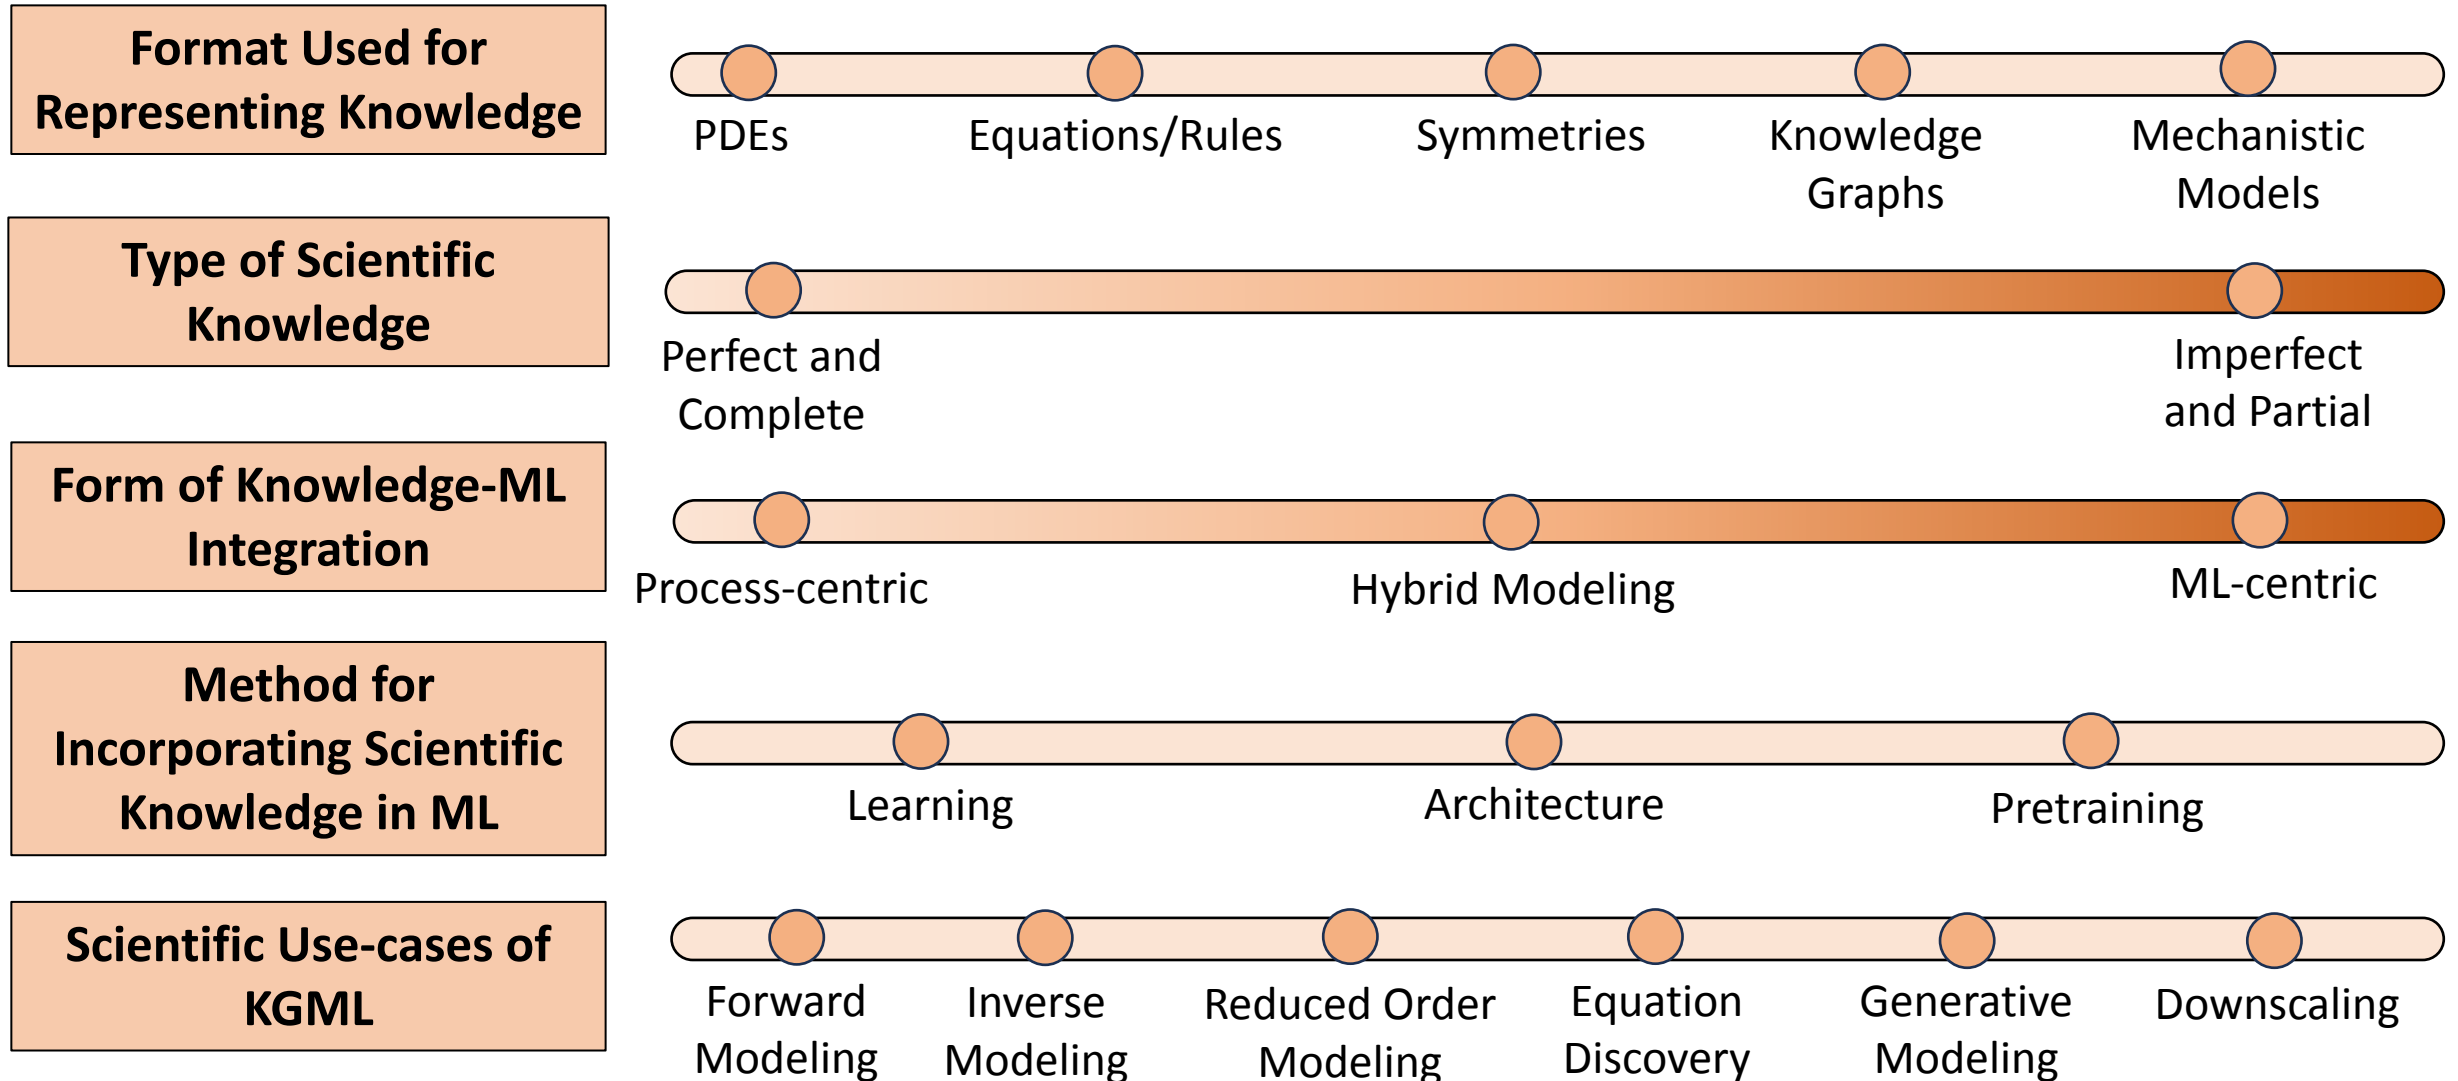 Format Used for
Representing Knowledge
PDEs
Equations/Rules
Symmetries
Knowledge
Graphs
Mechanistic
Models
Type of Scientific
Knowledge
Perfect and
Complete
Imperfect
and Partial
Form of Knowledge-ML
Integration
Process-centric
Hybrid Modeling
ML-centric
Method for
Incorporating Scientific
Knowledge in ML
Learning
Architecture
Pretraining
Scientific Use-cases of
KGML
Forward
Modeling
Inverse
Modeling
Reduced Order
Modeling
Equation
Discovery
Generative
Modeling
Downscaling